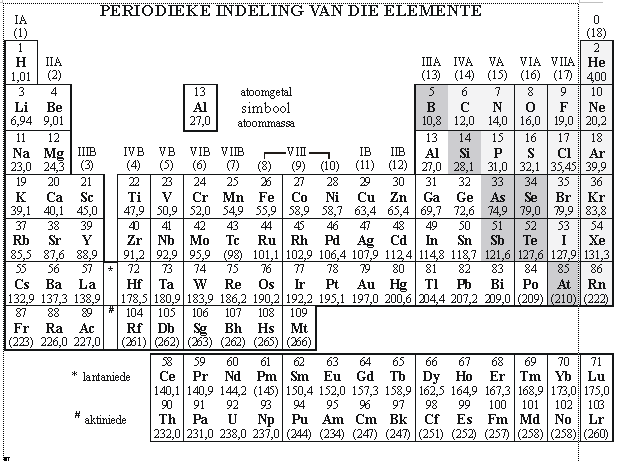 PERIODIEKE INDELING VAN DIE ELEMENTE
IA 0
(1) (18)
1 2
H IIA IIIA IVA VA VIA VIIA He
1,01 (2) (13) (14) (15) (16) (17) 4,00
3 4 13 atoomgetal 5 6 7 8 9 10
Li Be Al simbool B C N O F Ne
6,94 9,01 27,0 atoommassa 10,8 12,0 14,0 16,0 19,0 20,2
11 12 13 14 15 16 17 18
Na Mg IIIB IVB VB VIB VIIB VIII IB IIB Al Si P S Cl Ar
23,0 24,3 (3) (4) (5) (6) (7) (8) (9) (10) (11) (12) 27,0 28,1 31,0 32,1 35,45 39,9
19 20 21 22 23 24 25 26 27 28 29 30 31 32 33 34 35 36
K Ca Sc Ti V Cr Mn Fe Co Ni Cu Zn Ga Ge As Se Br Kr
39,1 40,1 45,0 47,9 50,9 52,0 54,9 55,9 58,9 58,7 63,4 65,4 69,7 72,6 74,9 79,0 79,9 83,8
37 38 39 40 41 42 43 44 45 46 47 48 49 50 51 52 53 54
Rb Sr Y Zr Nb Mo Tc Ru Rh Pd Ag Cd In Sn Sb Te I Xe
85,5 87,6 88,9 91,2 92,9 95,9 (98) 101,1 102,9 106,4 107,9 112,4 114,8 118,7 121,6 127,6 127,9 131,3
55 56 57 * 72 73 74 75 76 77 78 79 80 81 82 83 84 85 86
Cs Ba La Hf Ta W Re Os Ir Pt Au Hg Tl Pb Bi Po At Rn
132,9 137,3 138,9 178,5 180,9 183,9 186,2 190,2 192,2 195,1 197,0 200,6 204,4 207,2 209,0 (209) (210) (222)
87 88 89 # 104 105 106 107 108 109
Fr Ra Ac Rf Db Sg Bh Hs Mt
(223) 226,0 227,0 (261) (262) (263) (262) (265) (266)
58 59 60 61 62 63 64 65 66 67 68 69 70 71
* lantaniede Ce Pr Nd Pm Sm Eu Gd Tb Dy Ho Er Tm Yb Lu
140,1 140,9 144,2 (145) 150,4 152,0 157,3 158,9 162,5 164,9 167,3 168,9 173,0 175,0
90 91 92 93 94 95 96 97 98 99 100 101 102 103
# aktiniede Th Pa U Np Pu Am Cm Bk Cf Es Fm Md No Lr
232,0 231,0 238,0 237,0 (244) (234) (247) (247) (251) (252) (257) (258) (258) (260)
¶